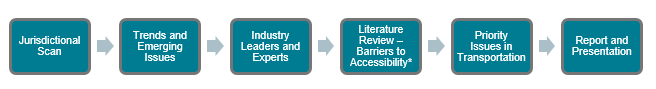 Jurisdictional
Scan
Trends and
Emerging
Issues
Industry
Leaders and
Experts
Literature
Review –
Barriers to
Accessibility*
Priority
Issues in
Transportation
Report and
Presentation